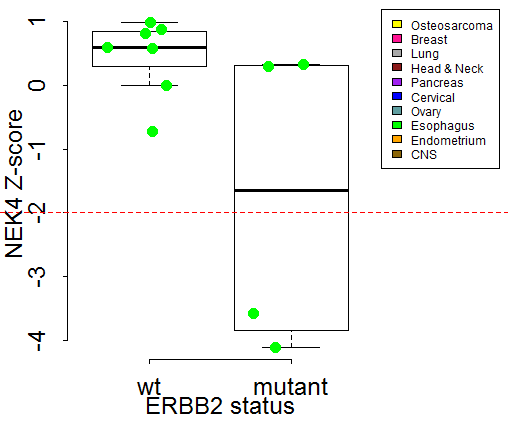 NEK4 Z-score
1
0
-1
-2
-3
-4
wt
mutant
ERBB2 status
Osteosarcoma
Breast
Lung
Head & Neck
Pancreas
Cervical
Ovary
Esophagus
Endometrium
CNS